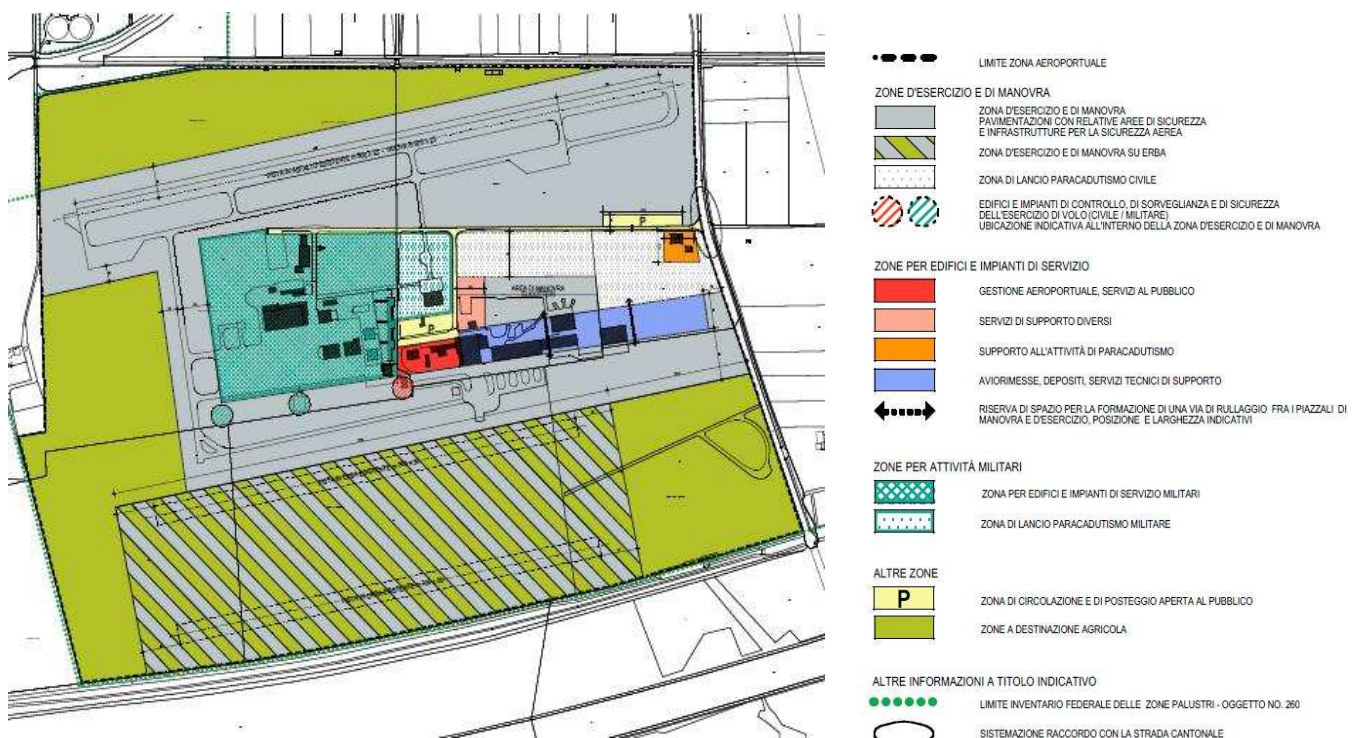 P
AREA DI MANOVRA
P
LIMITE ZONA AEROPORTUALE
ZONE D'ESERCIZIO E DI MANOVRA
ZONA D'ESERCIZIO E DI MANOVRA
PAVIMENTAZIONI CON RELATIVE AREE DI SICUREZZA
E INFRASTRUTTURE PER LA SICUREZZA AEREA
ZONA D'ESERCIZIO E DI MANOVRA SU ERBA
ZONA DI LANCIO PARACADUTISMO CIVILE
EDIFICI E IMPIANTI DI CONTROLLO, DI SORVEGLIANZA E DI SICUREZZA
DELL'ESERCIZIO DI VOLO (CIVILE / MILITARE)
UBICAZIONE INDICATIVA ALL'INTERNO DELLA ZONA D'ESERCIZIO E DI MANOVRA
ZONE PER EDIFICI E IMPIANTI DI SERVIZIO
GESTIONE AEROPORTUALE, SERVIZI AL PUBBLICO
SERVIZI DI SUPPORTO DIVERSI
SUPPORTO ALL'ATTIVITÀ DI PARACADUTISMO
AVIORIMESSE, DEPOSITI, SERVIZI TECNICI DI SUPPORTO
RISERVA DI SPAZIO PER LA FORMAZIONE DI UNA VIA DI RULLAGGIO FRA I PIAZZALI DI
MANOVRA E D'ESERCIZIO, POSIZIONE E LARGHEZZA INDICATIVI
ZONE PER ATTIVITÀ MILITARI
ZONA PER EDIFICI E IMPIANTI DI SERVIZIO MILITARI
ZONA DI LANCIO PARACADUTISMO MILITARE
ALTRE ZONE
P
ZONA DI CIRCOLAZIONE E DI POSTEGGIO APERTA AL PUBBLICO
ZONE A DESTINAZIONE AGRICOLA
ALTRE INFORMAZIONI A TITOLO INDICATIVO
LIMITE INVENTARIO FEDERALE DELLE ZONE PALUSTRI - OGGETTO NO. 260
SISTEMAZIONE RACCORDO CON LA STRADA CANTONALE